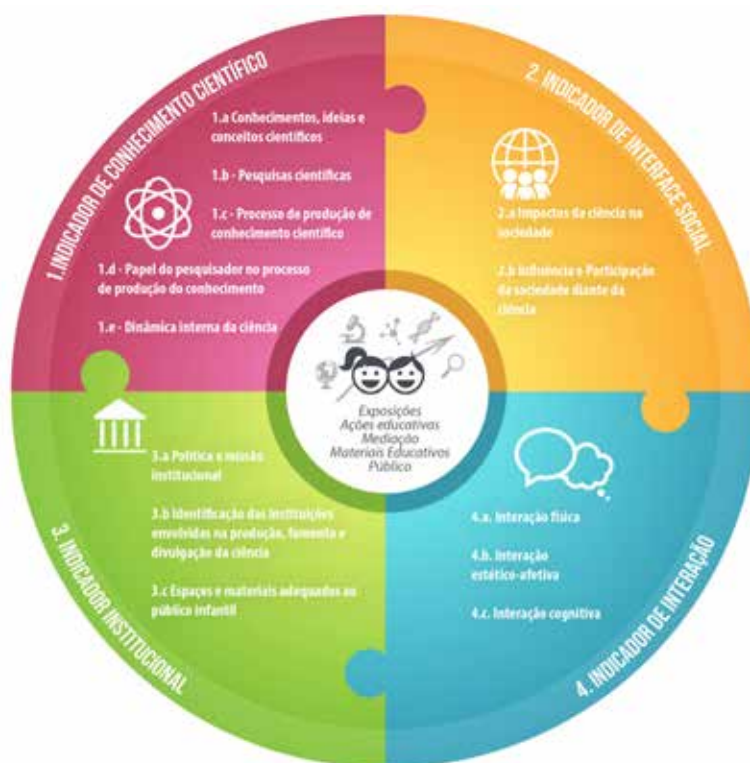 1.INDICADOR DE CONHECIMENTO CIENTÍFICO
1.a Conhecimentos, ideias e
conceitos científicos
1.b - Pesquisas científicas
1.c - Processo de produção de
conhecimento científico
1.d - Papel do pesquisador no processo
de produção do conhecimento
1.e - Dinâmica interna da ciência
2. INDICADOR DE INTERFACE SOCIAL
2.a Impactos da ciência na
sociedade
2.b Influência e Participação
da sociedade diante da
ciência
Exposições
Ações educativas
Mediação
Materiais Educativos
Público
3. INDICADOR INSTITUCIONAL
3.a Política e missão
institucional
3.b Identificação das instituições
envolvidas na produção, fomento e
divulgação da ciência
3.c Espaços e materiais adequados ao
público infantil
4. INDICADOR DE INTERAÇÃO
4.a. Interação física
4.b. Interação
estético-afetiva
4.c. Interação cognitiva